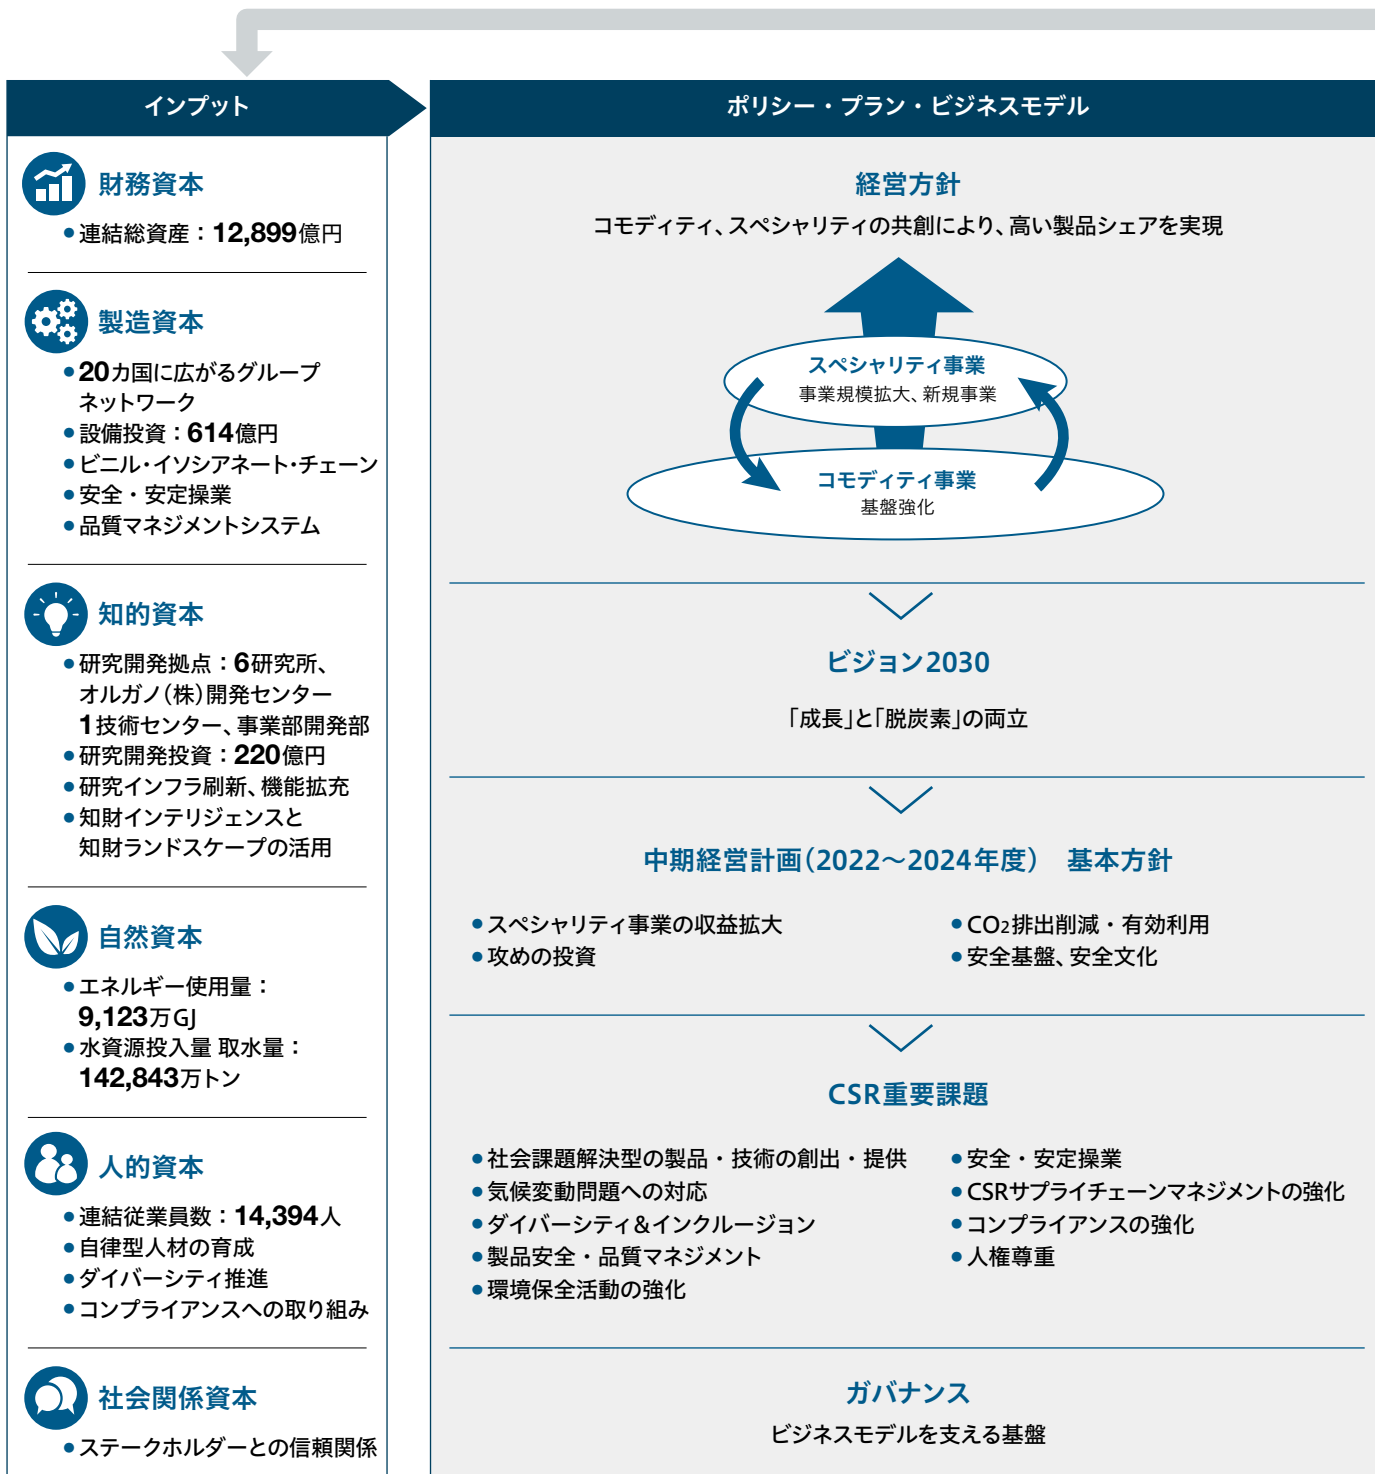 インプット
財務資本
●連結総資産：12,899億円
製造資本
●20カ国に広がるグループ
ネットワーク
●設備投資：614億円
●ビニル・イソシアネート・チェーン
●安全・安定操業
●品質マネジメントシステム
知的資本
●研究開発拠点：6研究所、
オルガノ（株）開発センター
1技術センター、事業部開発部
●研究開発投資：220億円
●研究インフラ刷新、機能拡充
●知財インテリジェンスと
知財ランドスケープの活用
自然資本
●エネルギー使用量：
9,123万GJ
●水資源投入量 取水量：
142,843万トン
人的資本
●連結従業員数：14,394人
●自律型人材の育成
●ダイバーシティ推進
●コンプライアンスへの取り組み
社会関係資本
●ステークホルダーとの信頼関係
ポリシー・プラン・ビジネスモデル
経営方針
コモディティ、スペシャリティの共創により、高い製品シェアを実現
スペシャリティ事業
事業規模拡大、新規事業
コモディティ事業
基盤強化
ビジョン2030
「成長」と「脱炭素」の両立
中期経営計画（2022～2024年度）　基本方針
●スペシャリティ事業の収益拡大
●攻めの投資
●CO2排出削減・有効利用
●安全基盤、安全文化
CSR重要課題
●社会課題解決型の製品・技術の創出・提供
●気候変動問題への対応
●ダイバーシティ&インクルージョン
●製品安全・品質マネジメント
●環境保全活動の強化
●安全・安定操業
●CSRサプライチェーンマネジメントの強化
●コンプライアンスの強化
●人権尊重
ガバナンス
ビジネスモデルを支える基盤